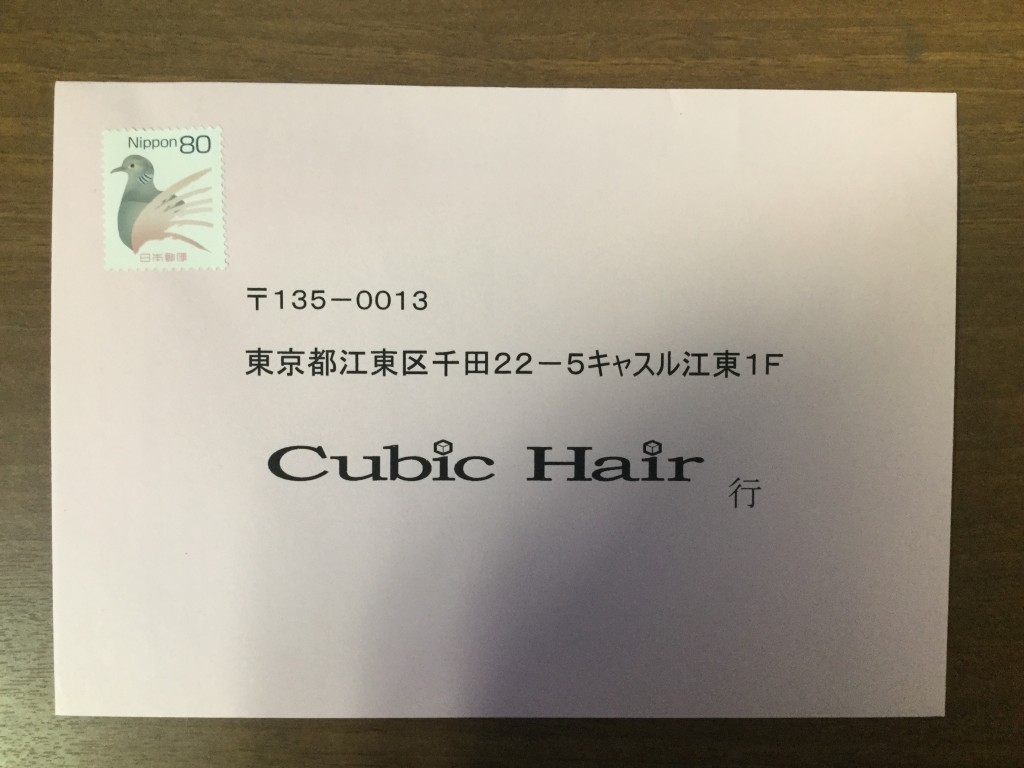 Nippon 80
日本郵便
〒135－0013
東京都江東区千田22－5キャスル江東1F
Cubic Hair 行